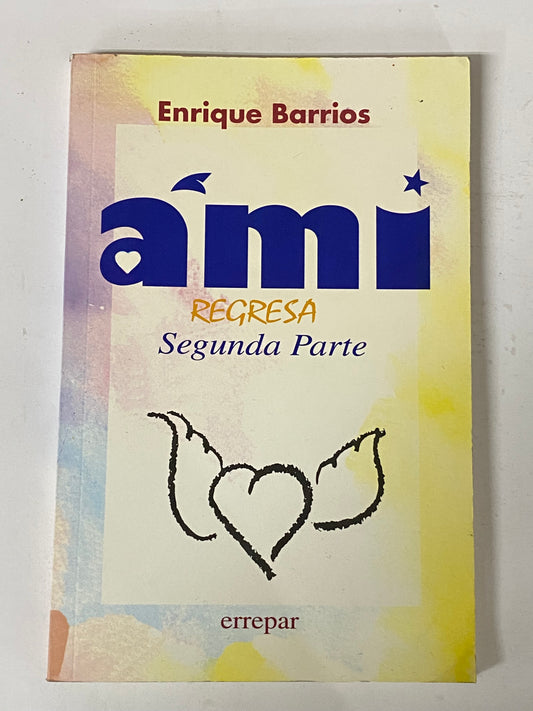 Enrique Barrios
ámi
REGRESA
Segunda Parte
errepar